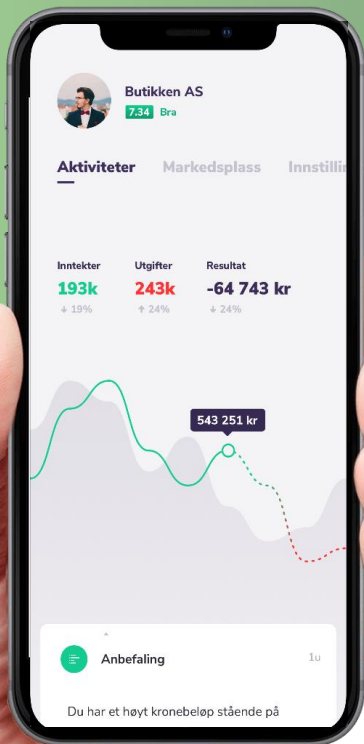 Butikken AS
7.34 Bra
Aktiviteter Markedsplass
Inntekter Utgifter Resultat
193k 243k -64 743 kr
↓ 19% ↑ 24% ↓ 24%
543 251 kr
Anbefaling 1u
Du har et høyt kronebeløp stående på